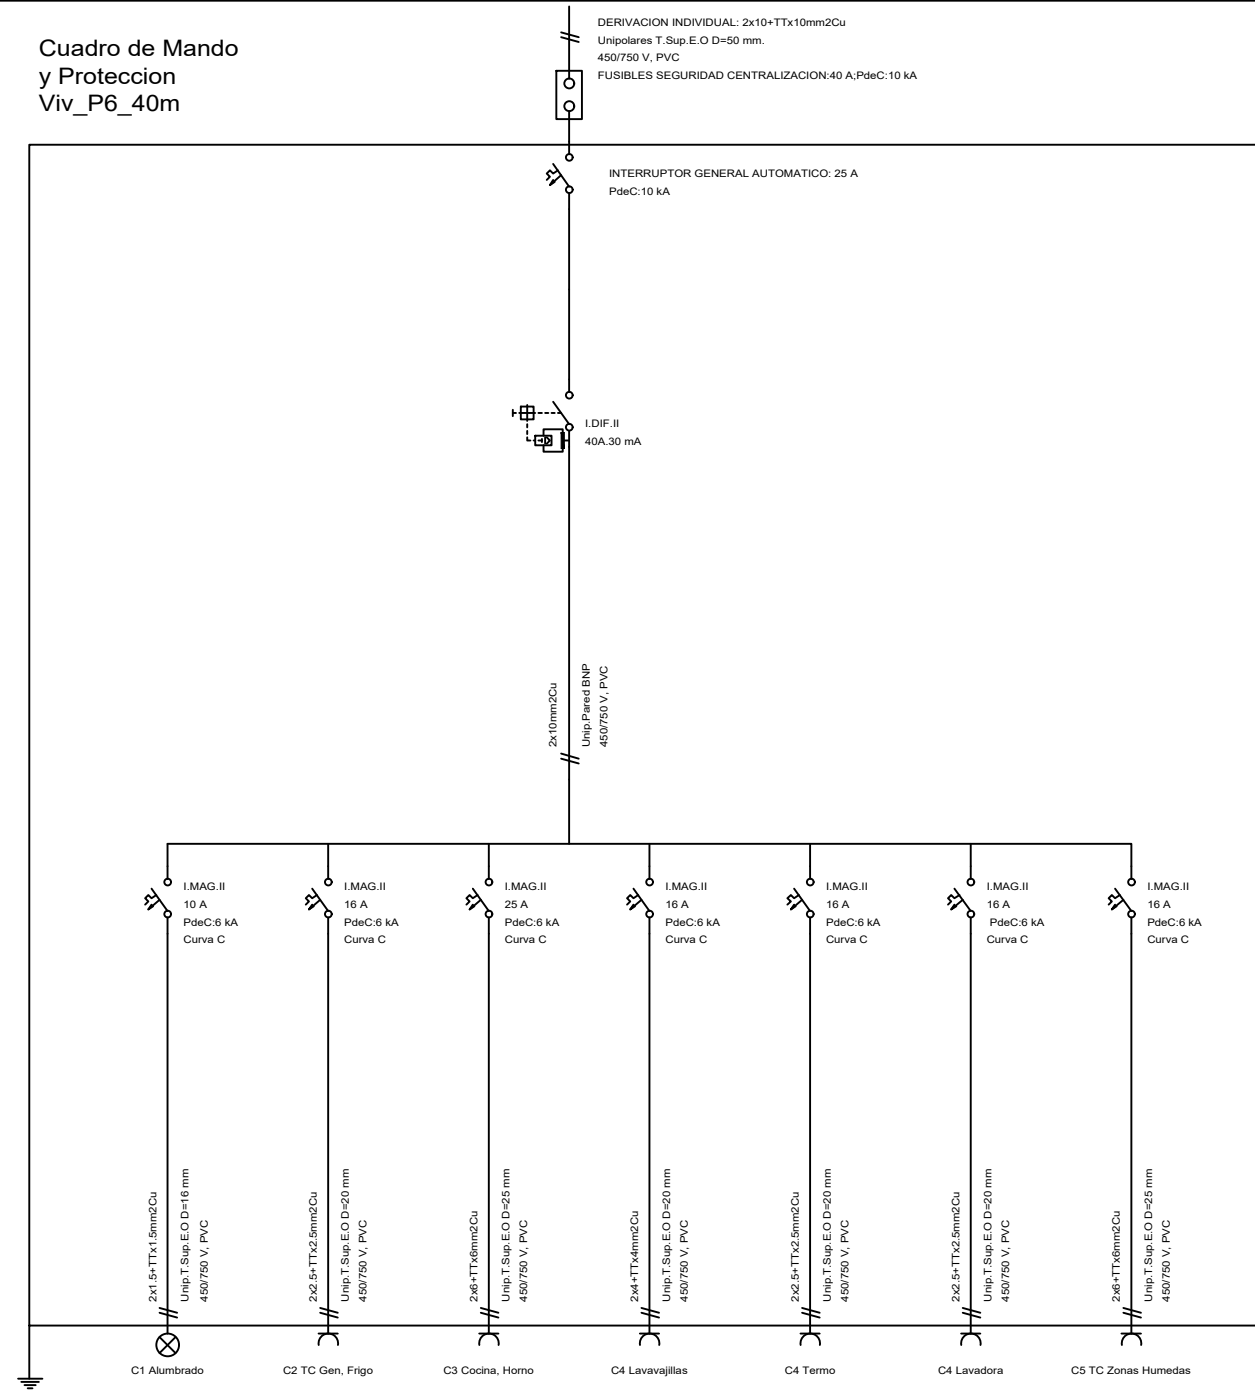 Cuadro de Mando
y Proteccion
Viv_P6_40m
DERIVACION INDIVIDUAL: 2x10+TTx10mm2Cu
Unipolares T.Sup.E.O D=50 mm.
450/750 V, PVC
FUSIBLES SEGURIDAD CENTRALIZACION:40 A;PdeC:10 kA
INTERRUPTOR GENERAL AUTOMATICO: 25 A
PdeC:10 kA
I.DIF.II
40A.30 mA
2x10mm2Cu
Unip.Pared BNP
450/750 V, PVC
I.MAG.II
10 A
PdeC:6 kA
Curva C
I.MAG.II
16 A
PdeC:6 kA
Curva C
I.MAG.II
25 A
PdeC:6 kA
Curva C
I.MAG.II
16 A
PdeC:6 kA
Curva C
I.MAG.II
16 A
PdeC:6 kA
Curva C
I.MAG.II
16 A
PdeC:6 kA
Curva C
I.MAG.II
16 A
PdeC:6 kA
Curva C
2x1.5+TTx1.5mm2Cu
Unip.T.Sup.E.O D=16 mm
450/750 V, PVC
2x2.5+TTx2.5mm2Cu
Unip.T.Sup.E.O D=20 mm
450/750 V, PVC
2x6+TTx6mm2Cu
Unip.T.Sup.E.O D=25 mm
450/750 V, PVC
2x4+TTx4mm2Cu
Unip.T.Sup.E.O D=20 mm
450/750 V, PVC
2x2.5+TTx2.5mm2Cu
Unip.T.Sup.E.O D=20 mm
450/750 V, PVC
2x2.5+TTx2.5mm2Cu
Unip.T.Sup.E.O D=20 mm
450/750 V, PVC
2x6+TTx6mm2Cu
Unip.T.Sup.E.O D=25 mm
450/750 V, PVC
C1 Alumbrado
C2 TC Gen, Frigo
C3 Cocina, Horno
C4 Lavavajillas
C4 Termo
C4 Lavadora
C5 TC Zonas Humedas